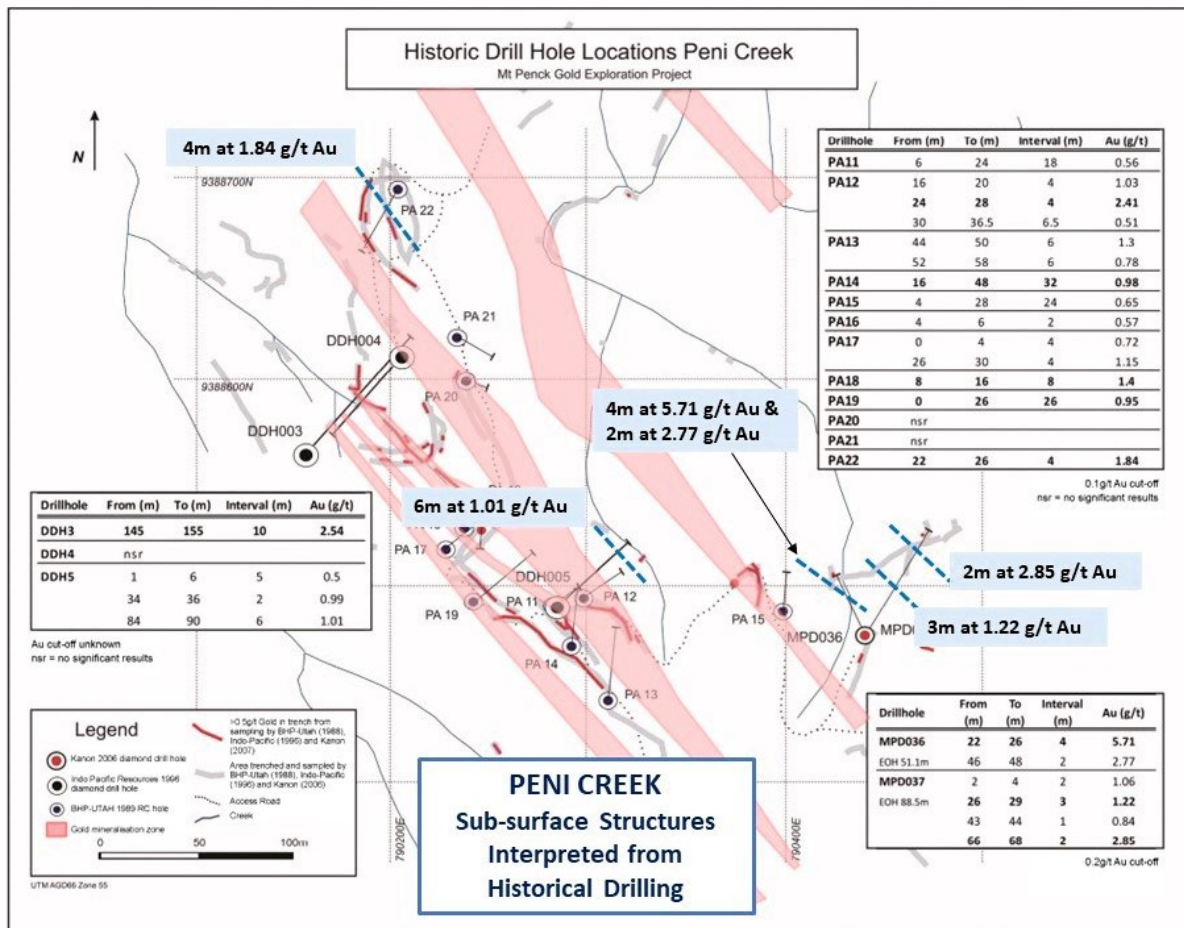 Historic Drill Hole Locations Peni Creek
Mt Penck Gold Exploration Project
N
4m at 1.84 g/t Au
9388700N
PA 22
PA 21
DDH004
9388600N
PA 20
DDH003
4m at 5.71 g/t Au &
2m at 2.77 g/t Au
6m at 1.01 g/t Au
PA 17
DDH005
PA 11
PA 12
PA 19
PA 14
PA 13
PA 15
MPD036
2m at 2.85 g/t Au
3m at 1.22 g/t Au
790200E
790400E
Drillhole From (m) To (m) Interval (m) Au (g/t)
PA11 6 24 18 0.56
PA12 16 20 4 1.03
24 28 4 2.41
30 36.5 6.5 0.51
PA13 44 50 6 1.3
52 58 6 0.78
PA14 16 48 32 0.98
PA15 4 28 24 0.65
PA16 4 6 2 0.57
PA17 0 4 4 0.72
26 30 4 1.15
PA18 8 16 8 1.4
PA19 0 26 26 0.95
PA20 nsr
PA21 nsr
PA22 22 26 4 1.84
0.1g/t Au cut-off
nsr = no significant results
Drillhole From (m) To (m) Interval (m) Au (g/t)
DDH3 145 155 10 2.54
DDH4 nsr
DDH5 1 6 5 0.5
34 36 2 0.99
84 90 6 1.01
Au cut-off unknown
nsr = no significant results
Drillhole From (m) To (m) Interval (m) Au (g/t)
MPD036 22 26 4 5.71
EOH 51.1m 46 48 2 2.77
MPD037 2 4 2 1.06
EOH 88.5m 26 29 3 1.22
43 44 1 0.84
66 68 2 2.85
0.2g/t Au cut-off
Legend
Kanon 2006 diamond drill hole
Indo Pacific Resources 1996
diamond drill hole
BHP-UTAH 1989 RC hole
Gold mineralisation zone
>0.5g/t Gold in trench from
sampling by BHP-Utah (1988),
Indo-Pacific (1996) and Kanon
(2007)
Area trenched and sampled by
BHP-Utah (1988), Indo-Pacific
(1996) and Kanon (2006)
Access Road
Creek
0 50 100m
UTM AGD66 Zone 55
PENI CREEK
Sub-surface Structures
Interpreted from
Historical Drilling